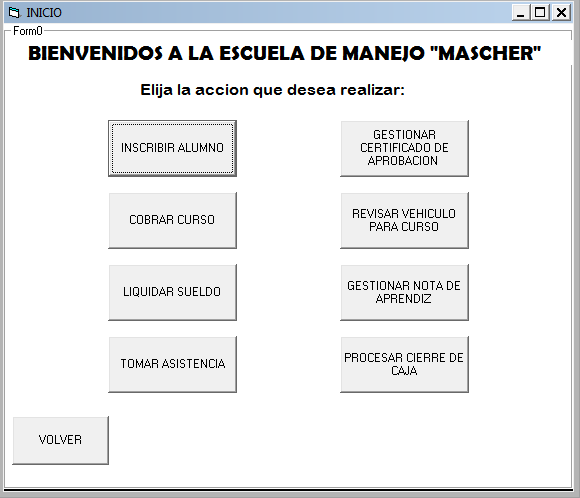 INICIO
Form0
BIENVENIDOS A LA ESCUELA DE MANEJO "MASCHER"
Elija la accion que desea realizar:
INSCRIBIR ALUMNO
GESTIONAR
CERTIFICADO DE
APROBACION
COBRAR CURSO
REVISAR VEHICULO
PARA CURSO
LIQUIDAR SUELDO
GESTIONAR NOTA DE
APRENDIZ
TOMAR ASISTENCIA
PROCESAR CIERRE DE
CAJA
VOLVER